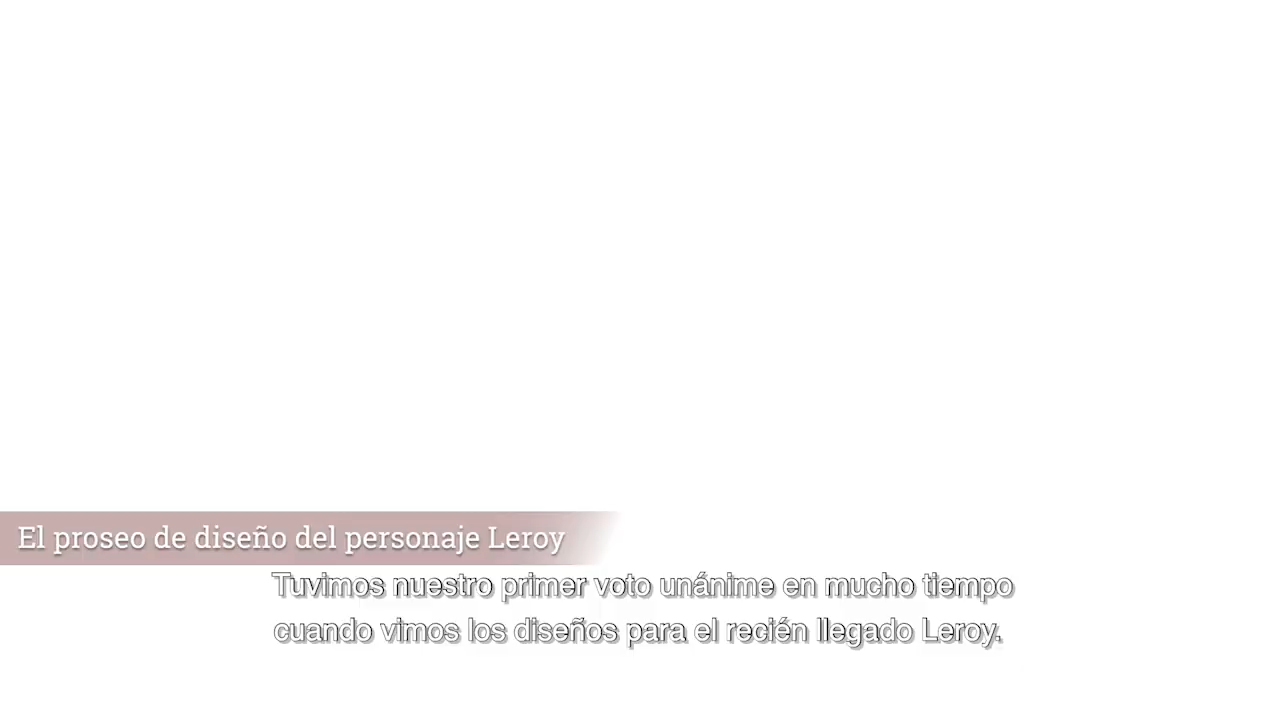 El proseo de diseño del personaje Leroy
Tuvimos nuestro primer voto unánime en mucho tiempo
cuando vimos los diseños para el recién llegado Leroy.